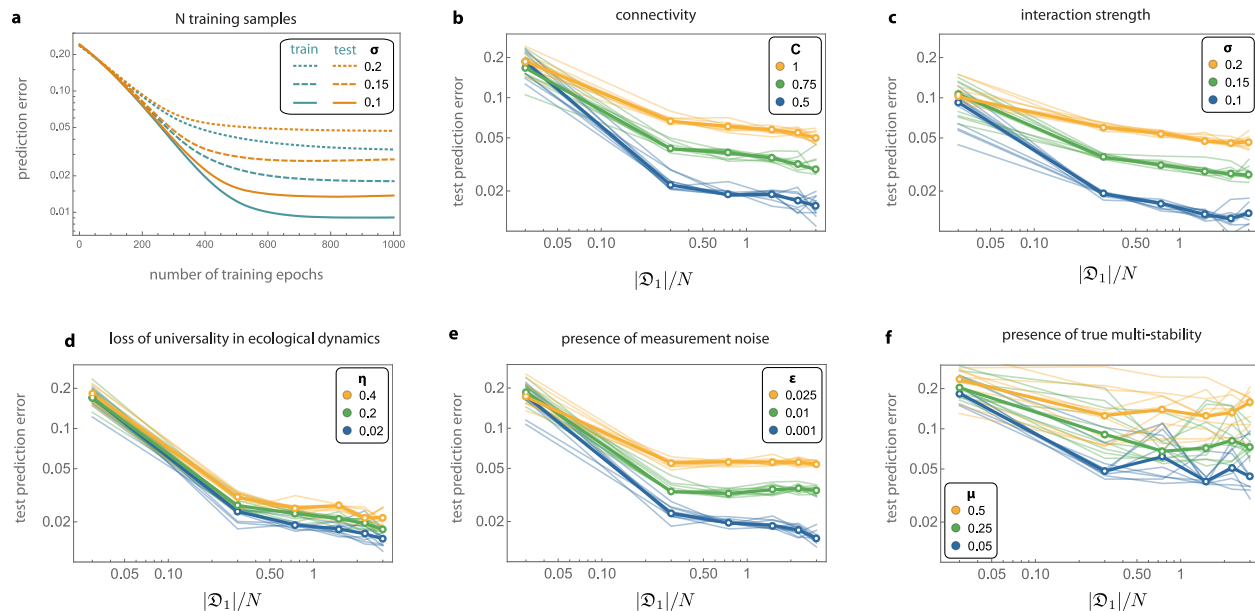 a
N training samples
train test σ
0.2
0.15
0.1
prediction error
0.20
0.10
0.05
0.02
0.01
0
200
400
600
800
1000
number of training epochs
b
connectivity
C
1
0.75
0.5
test prediction error
0.2
0.1
0.05
0.02
0.05
0.10
0.50
1
|𝔇₁|/N
c
interaction strength
σ
0.2
0.15
0.1
test prediction error
0.2
0.1
0.05
0.02
0.05
0.10
0.50
1
|𝔇₁|/N
d
loss of universality in ecological dynamics
η
0.4
0.2
0.02
test prediction error
0.2
0.1
0.05
0.02
0.05
0.10
0.50
1
|𝔇₁|/N
e
presence of measurement noise
ε
0.025
0.01
0.001
test prediction error
0.2
0.1
0.05
0.02
0.05
0.10
0.50
1
|𝔇₁|/N
f
presence of true multi-stability
μ
0.5
0.25
0.05
test prediction error
0.2
0.1
0.05
0.02
0.05
0.10
0.50
1
|𝔇₁|/N